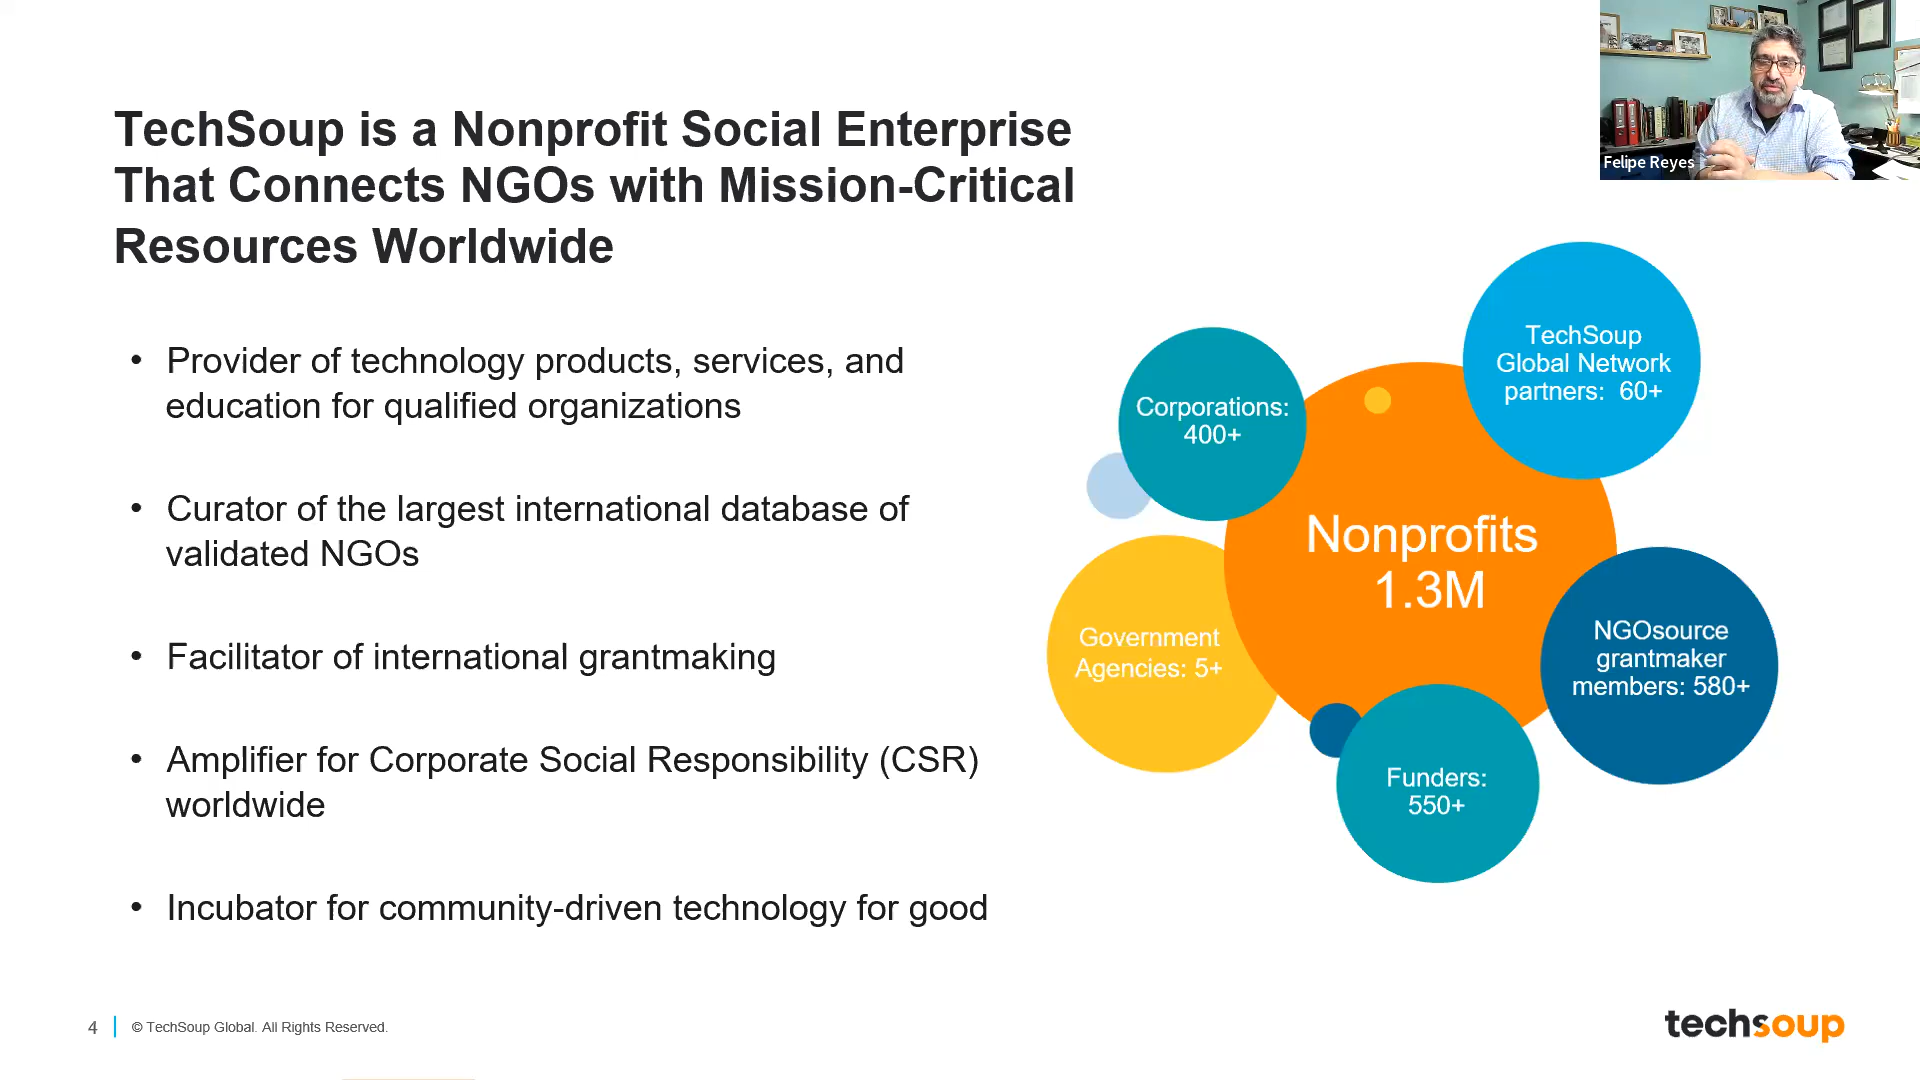 TechSoup is a Nonprofit Social Enterprise
That Connects NGOs with Mission-Critical
Resources Worldwide
• Provider of technology products, services, and
education for qualified organizations
• Curator of the largest international database of
validated NGOs
• Facilitator of international grantmaking
• Amplifier for Corporate Social Responsibility (CSR)
worldwide
• Incubator for community-driven technology for good
Felipe Reyes
TechSoup
Global Network
partners: 60+
Corporations:
400+
Nonprofits
1.3M
Government
Agencies: 5+
NGOsource
grantmaker
members: 580+
Funders:
550+
4
© TechSoup Global. All Rights Reserved.
techsoup